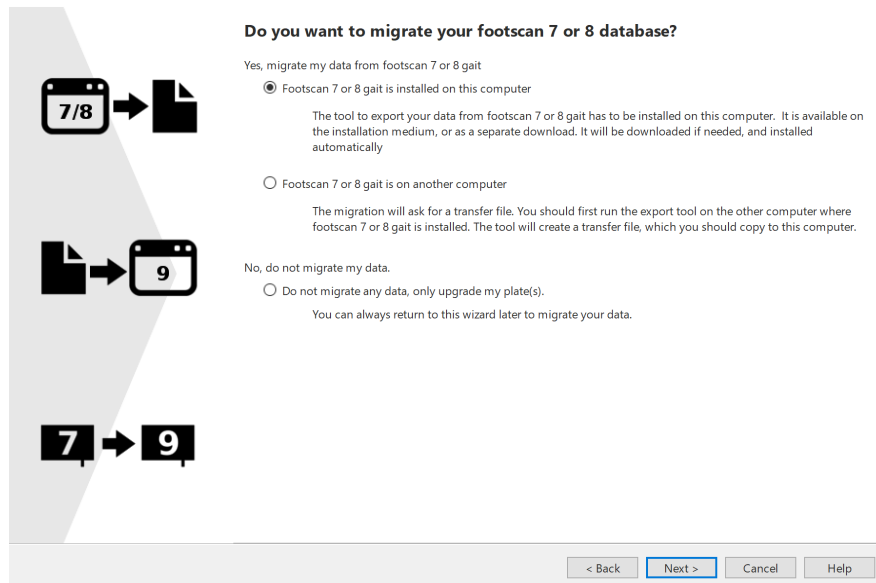 Do you want to migrate your footscan 7 or 8 database?
Yes, migrate my data from footscan 7 or 8 gait
Footscan 7 or 8 gait is installed on this computer
7/8
The tool to export your data from footscan 7 or 8 gait has to be installed on this computer.  It is available on
the installation medium, or as a separate download. It will be downloaded if needed, and installed
automatically
Footscan 7 or 8 gait is on another computer
The migration will ask for a transfer file. You should first run the export tool on the other computer where
footscan 7 or 8 gait is installed. The tool will create a transfer file, which you should copy to this computer.
9
No, do not migrate my data.
Do not migrate any data, only upgrade my plate(s).
You can always return to this wizard later to migrate your data.
7 9
< Back Next > Cancel Help